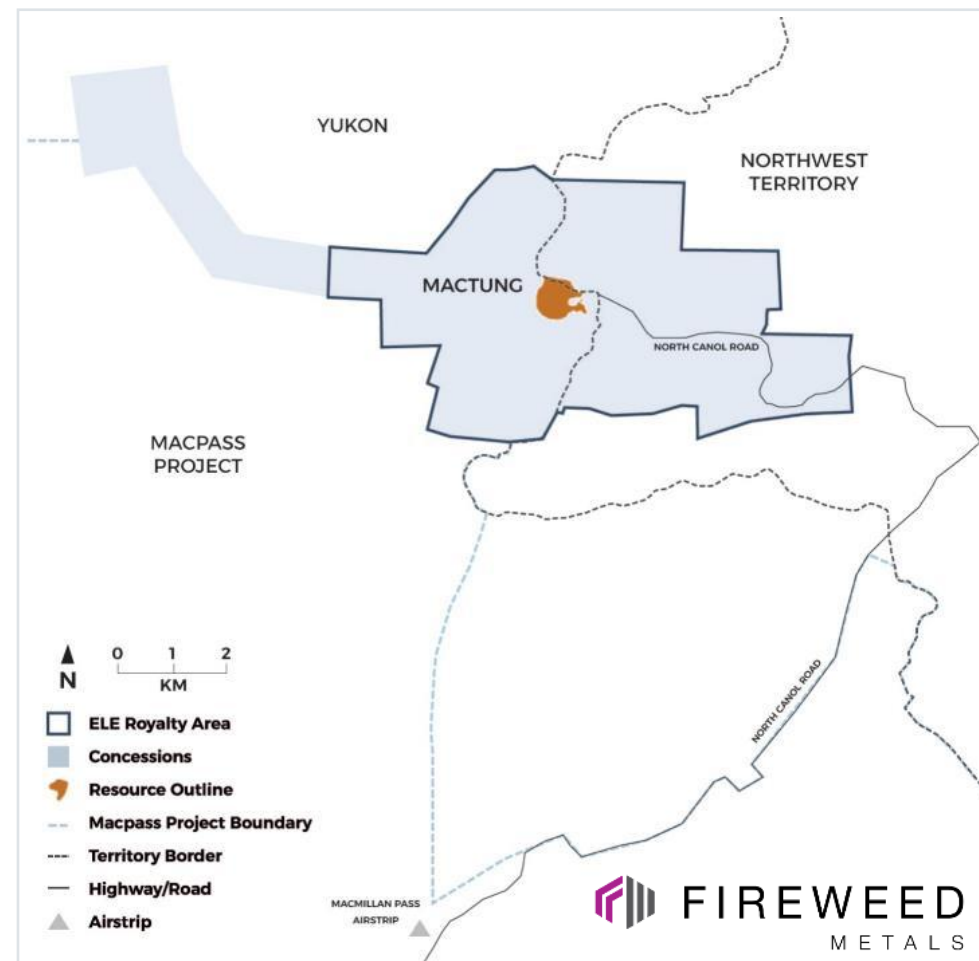 YUKON
NORTHWEST
TERRITORY
MACTUNG
NORTH CANOL ROAD
MACPASS
PROJECT
N
0 1 2
KM
ELE Royalty Area
Concessions
Resource Outline
Macpass Project Boundary
Territory Border
Highway/Road
Airstrip
NORTH CANOL ROAD
MACMILLAN PASS
AIRSTRIP
FIREWEED
METALS